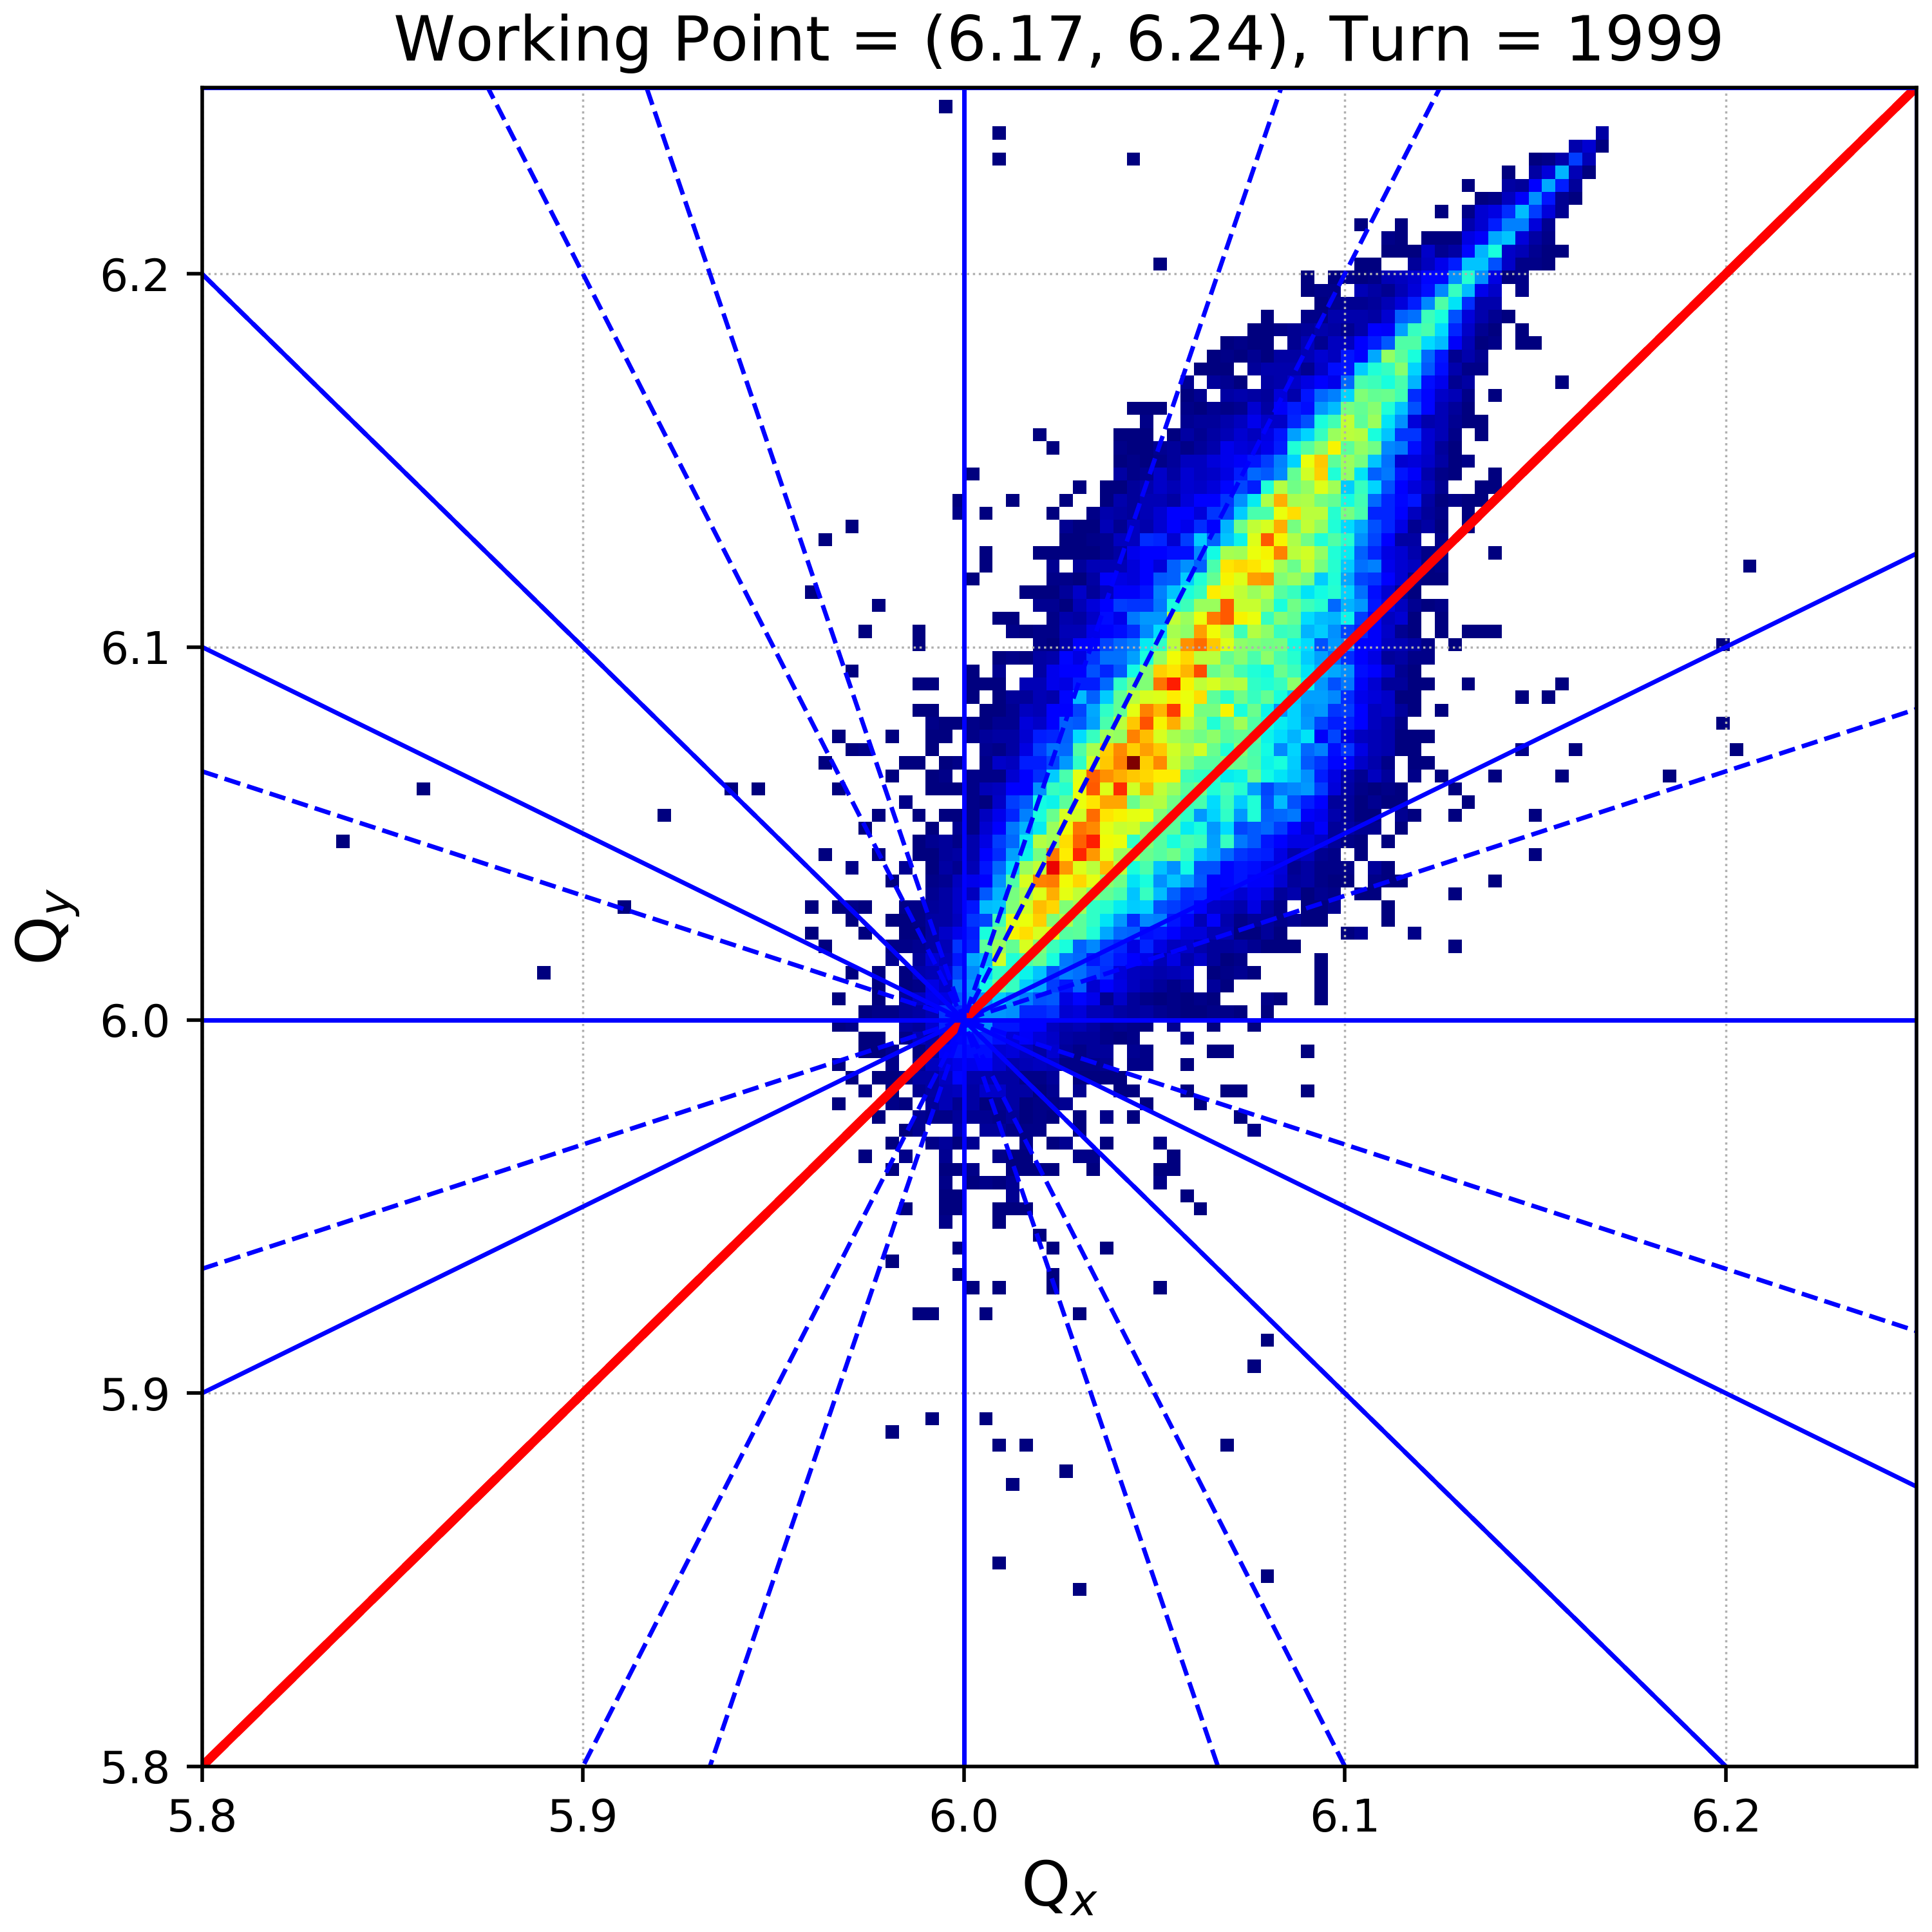 Working Point = (6.17, 6.24), Turn = 1999
6.2
6.1
6.0
5.9
5.8
Qy
5.8 5.9 6.0 6.1 6.2
Qx